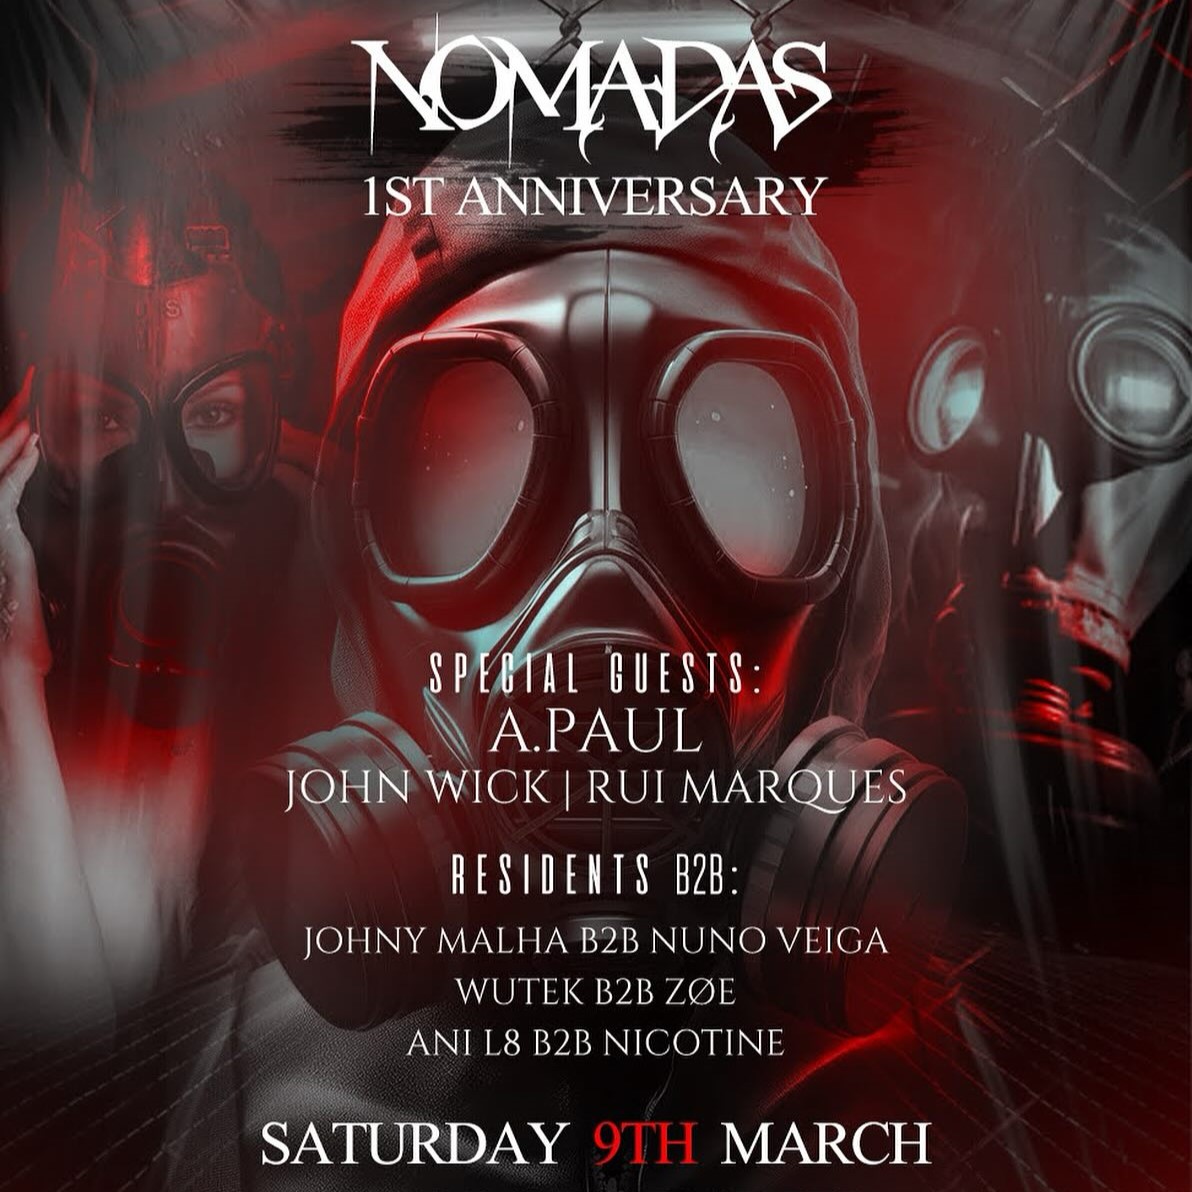 NOMADAS
1ST ANNIVERSARY
SPECIAL GUESTS:
A.PAUL
JOHN WICK | RUI MARQUES
RESIDENTS B2B:
JOHNY MALHA B2B NUNO VEIGA
WUTEK B2B ZØE
ANI L8 B2B NICOTINE
SATURDAY 9TH MARCH